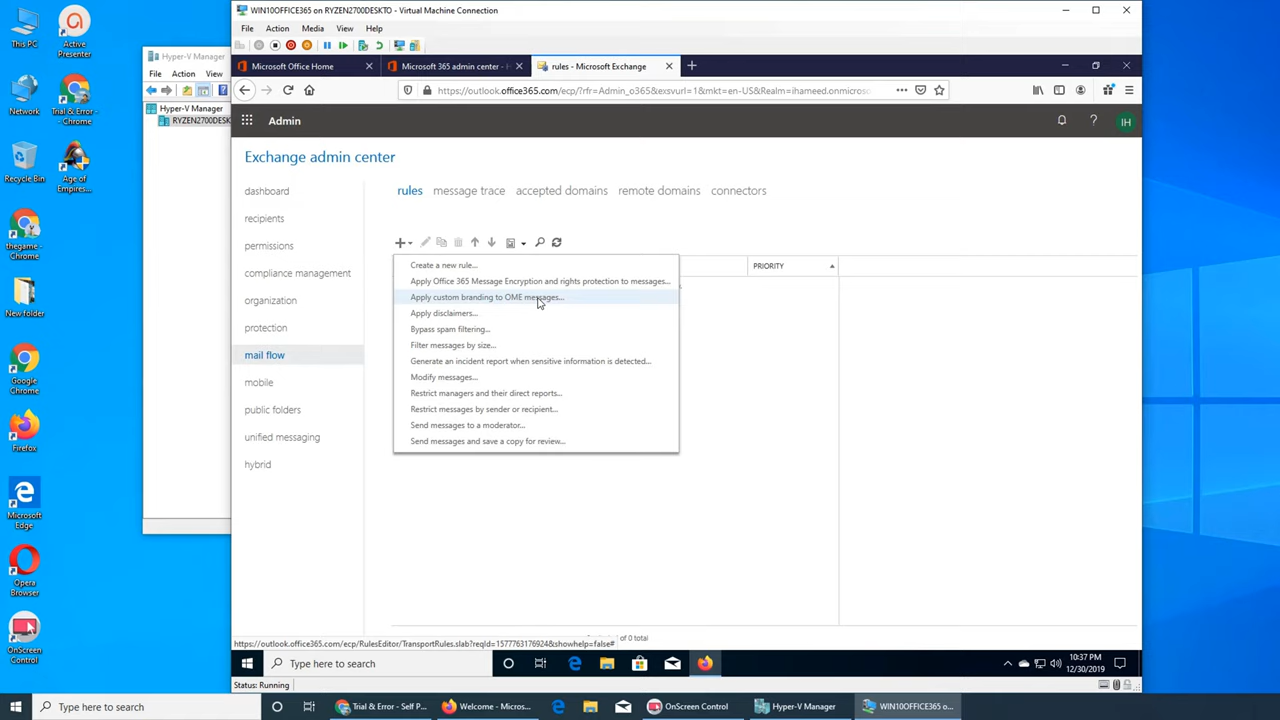 This PC
Active
Presenter
Network
Trial & Error -
- Chrome
Recycle Bin
Age of
Empires...
thegame -
Chrome
New folder
Google
Chrome
Firefox
Microsoft
Edge
Opera
Browser
OnScreen
Control
Hyper-V Manager
File Action View
Hyper-V Manager
RYZEN2700DESK
WIN10OFFICE365 on RYZEN2700DESKTO - Virtual Machine Connection
File Action Media View Help
Microsoft Office Home
Microsoft 365 admin center -
rules - Microsoft Exchange
https://outlook.office365.com/ecp/?rfr=Admin_o365&exsvurl=1&mkt=en-US&Realm=ihameed.onmicros
Admin
IH
Exchange admin center
dashboard
recipients
permissions
compliance management
organization
protection
mail flow
mobile
public folders
unified messaging
hybrid
rules message trace accepted domains remote domains connectors
PRIORITY
Create a new rule...
Apply Office 365 Message Encryption and rights protection to messages...
Apply custom branding to OME messages...
Apply disclaimers...
Bypass spam filtering...
Filter messages by size...
Generate an incident report when sensitive information is detected...
Modify messages...
Restrict managers and their direct reports...
Restrict messages by sender or recipient...
Send messages to a moderator...
Send messages and save a copy for review...
of 0 total
https://outlook.office365.com/ecp/RulesEditor/TransportRules.slab?reqId=1577763176924&showhelp=false#
Type here to search
10:37 PM
12/30/2019
Status: Running
Type here to search
Trial & Error - Self P...
Welcome - Micros...
OnScreen Control
Hyper-V Manager
WIN10OFFICE365 o...